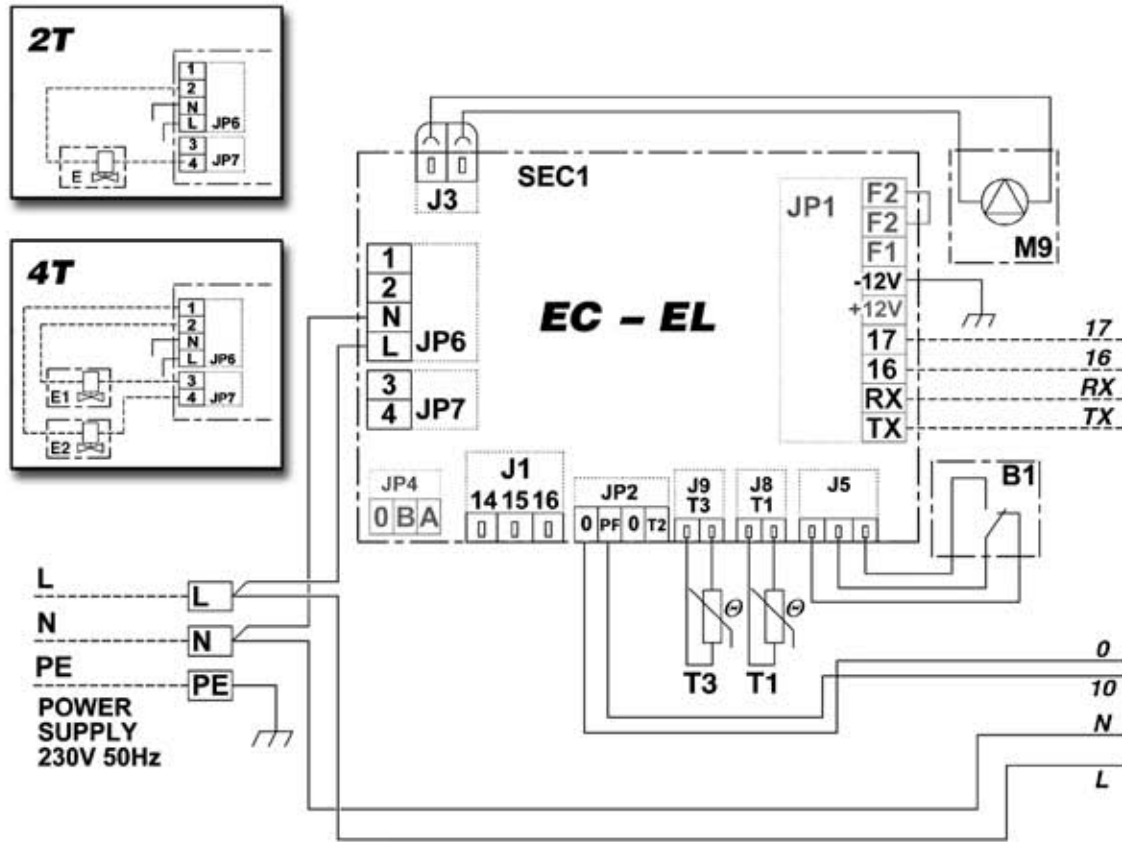 2T
1
2
N
L JP6
3
4 JP7
E
4T
1
2
N
L JP6
3
4 JP7
E1
E2
J3
SEC1
EC – EL
1
2
N
L JP6
3
4 JP7
JP1
F2
F2
F1
-12V
+12V
17
16
RX
TX
M9
17
16
RX
TX
JP4
0 B A
J1
14 15 16
JP2
0 PF 0 T2
J9
T3
J8
T1
J5
B1
Θ
Θ
T3 T1
L L
N N
PE PE
POWER
SUPPLY
230V 50Hz
0
10
N
L